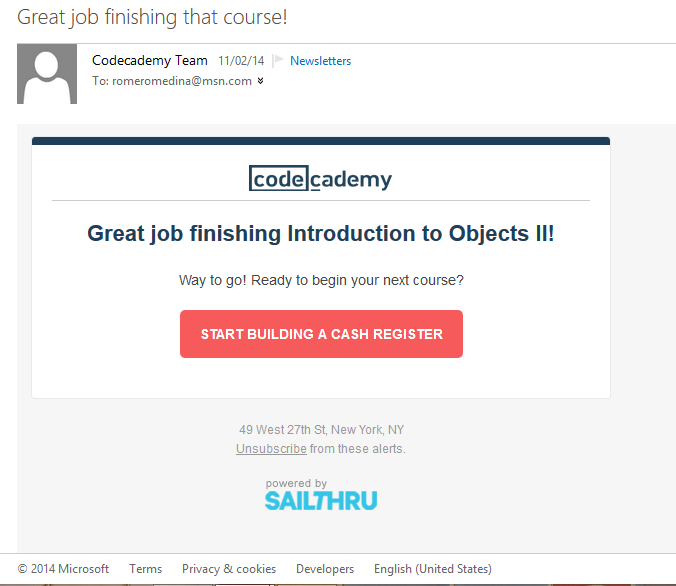 Great job finishing that course!
Codecademy Team 11/02/14 Newsletters
To: romeromedina@msn.com
codecademy
Great job finishing Introduction to Objects II!
Way to go! Ready to begin your next course?
START BUILDING A CASH REGISTER
49 West 27th St, New York, NY
Unsubscribe from these alerts.
powered by
SAILTHRU
© 2014 Microsoft Terms Privacy & cookies Developers English (United States)